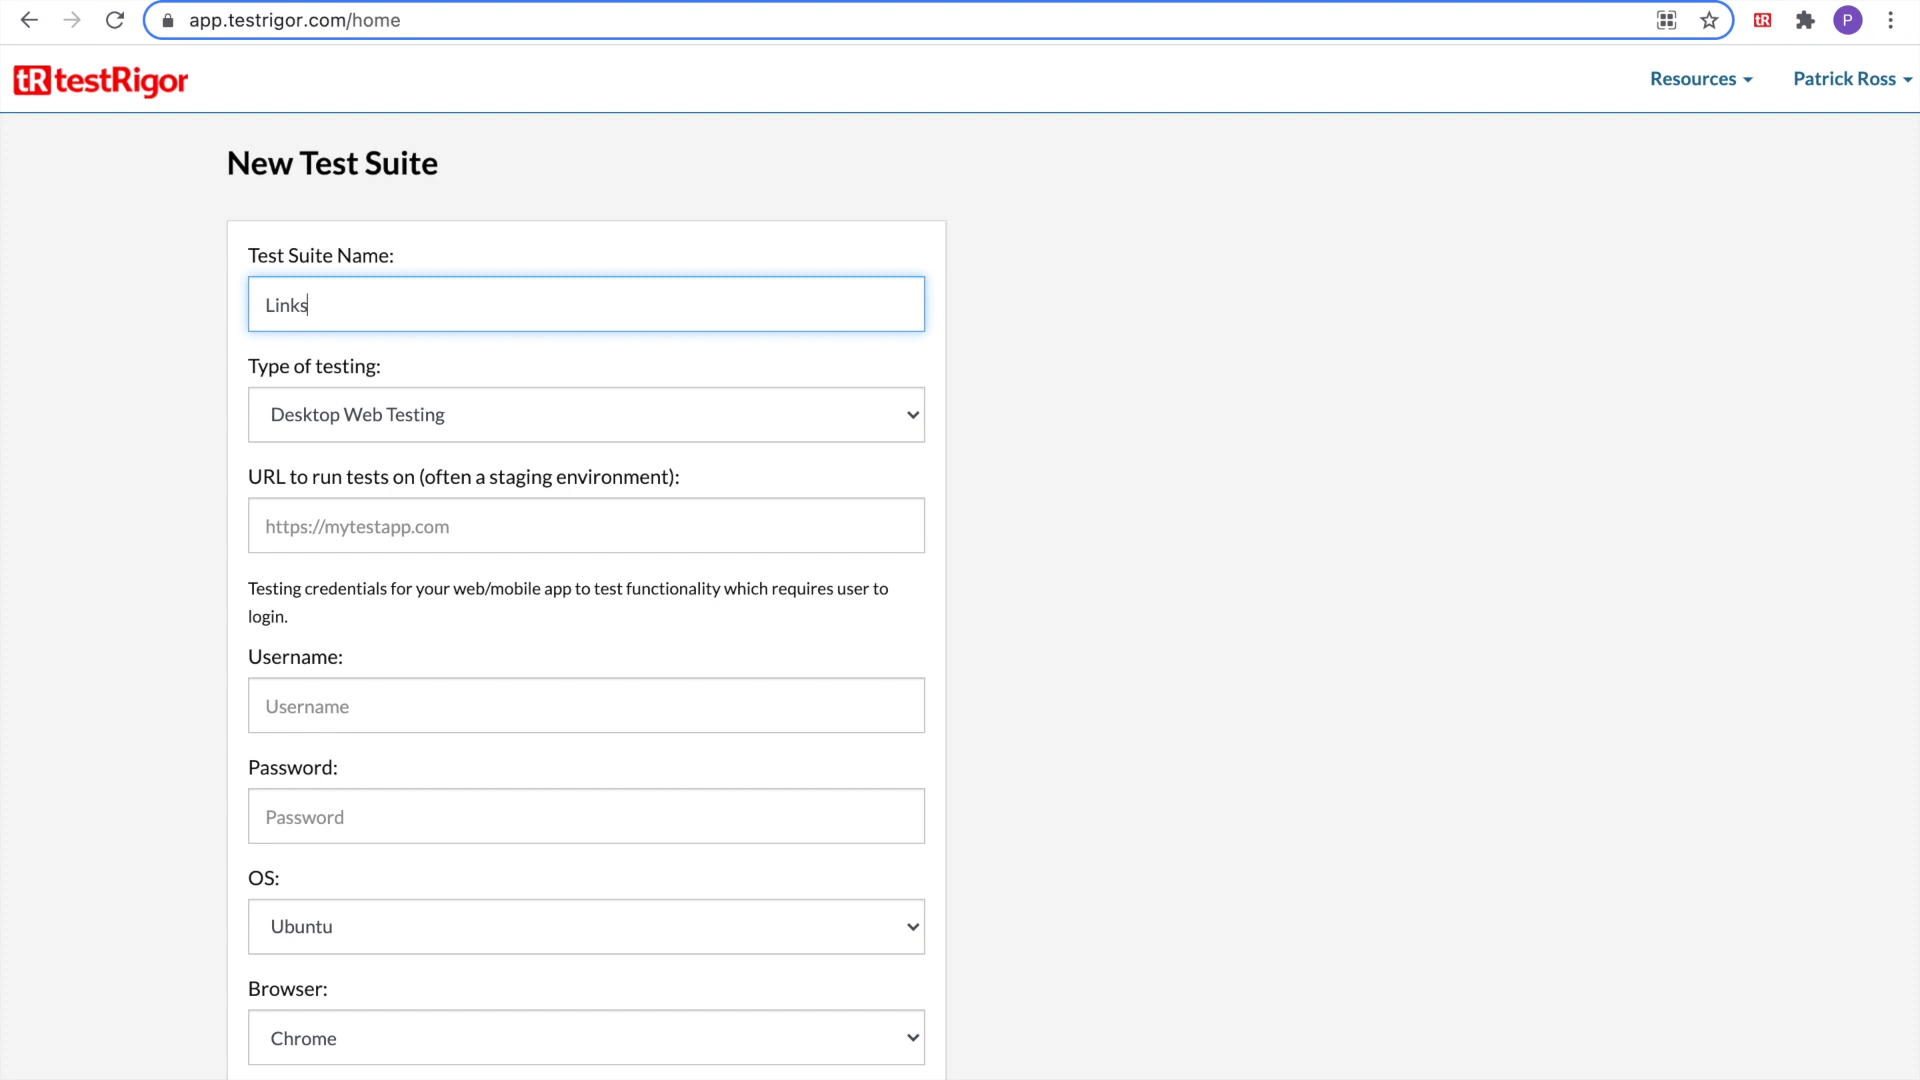 app.testrigor.com/home
tR
P
tR testRigor
Resources
Patrick Ross
New Test Suite
Test Suite Name:
Links
Type of testing:
Desktop Web Testing
URL to run tests on (often a staging environment):
https://mytestapp.com
Testing credentials for your web/mobile app to test functionality which requires user to
login.
Username:
Username
Password:
Password
OS:
Ubuntu
Browser:
Chrome